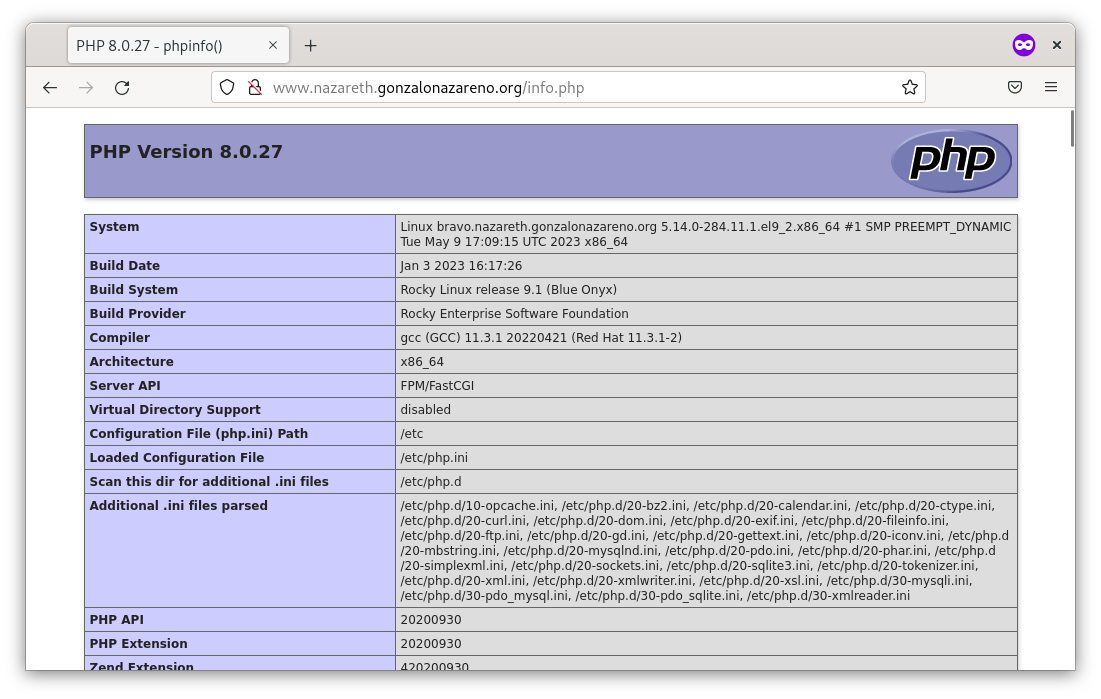 PHP 8.0.27 - phpinfo()
www.nazareth.gonzalonazareno.org/info.php
PHP Version 8.0.27
php
System
Linux bravo.nazareth.gonzalonazareno.org 5.14.0-284.11.1.el9_2.x86_64 #1 SMP PREEMPT_DYNAMIC
Tue May 9 17:09:15 UTC 2023 x86_64
Build Date
Jan 3 2023 16:17:26
Build System
Rocky Linux release 9.1 (Blue Onyx)
Build Provider
Rocky Enterprise Software Foundation
Compiler
gcc (GCC) 11.3.1 20220421 (Red Hat 11.3.1-2)
Architecture
x86_64
Server API
FPM/FastCGI
Virtual Directory Support
disabled
Configuration File (php.ini) Path
/etc
Loaded Configuration File
/etc/php.ini
Scan this dir for additional .ini files
/etc/php.d
Additional .ini files parsed
/etc/php.d/10-opcache.ini, /etc/php.d/20-bz2.ini, /etc/php.d/20-calendar.ini, /etc/php.d/20-ctype.ini,
/etc/php.d/20-curl.ini, /etc/php.d/20-dom.ini, /etc/php.d/20-exif.ini, /etc/php.d/20-fileinfo.ini,
/etc/php.d/20-ftp.ini, /etc/php.d/20-gd.ini, /etc/php.d/20-gettext.ini, /etc/php.d/20-iconv.ini, /etc/php.d
/20-mbstring.ini, /etc/php.d/20-mysqlnd.ini, /etc/php.d/20-pdo.ini, /etc/php.d/20-phar.ini, /etc/php.d
/20-simplexml.ini, /etc/php.d/20-sockets.ini, /etc/php.d/20-sqlite3.ini, /etc/php.d/20-tokenizer.ini,
/etc/php.d/20-xml.ini, /etc/php.d/20-xmlwriter.ini, /etc/php.d/20-xsl.ini, /etc/php.d/30-mysqli.ini,
/etc/php.d/30-pdo_mysql.ini, /etc/php.d/30-pdo_sqlite.ini, /etc/php.d/30-xmlreader.ini
PHP API
20200930
PHP Extension
20200930
Zend Extension
420200930